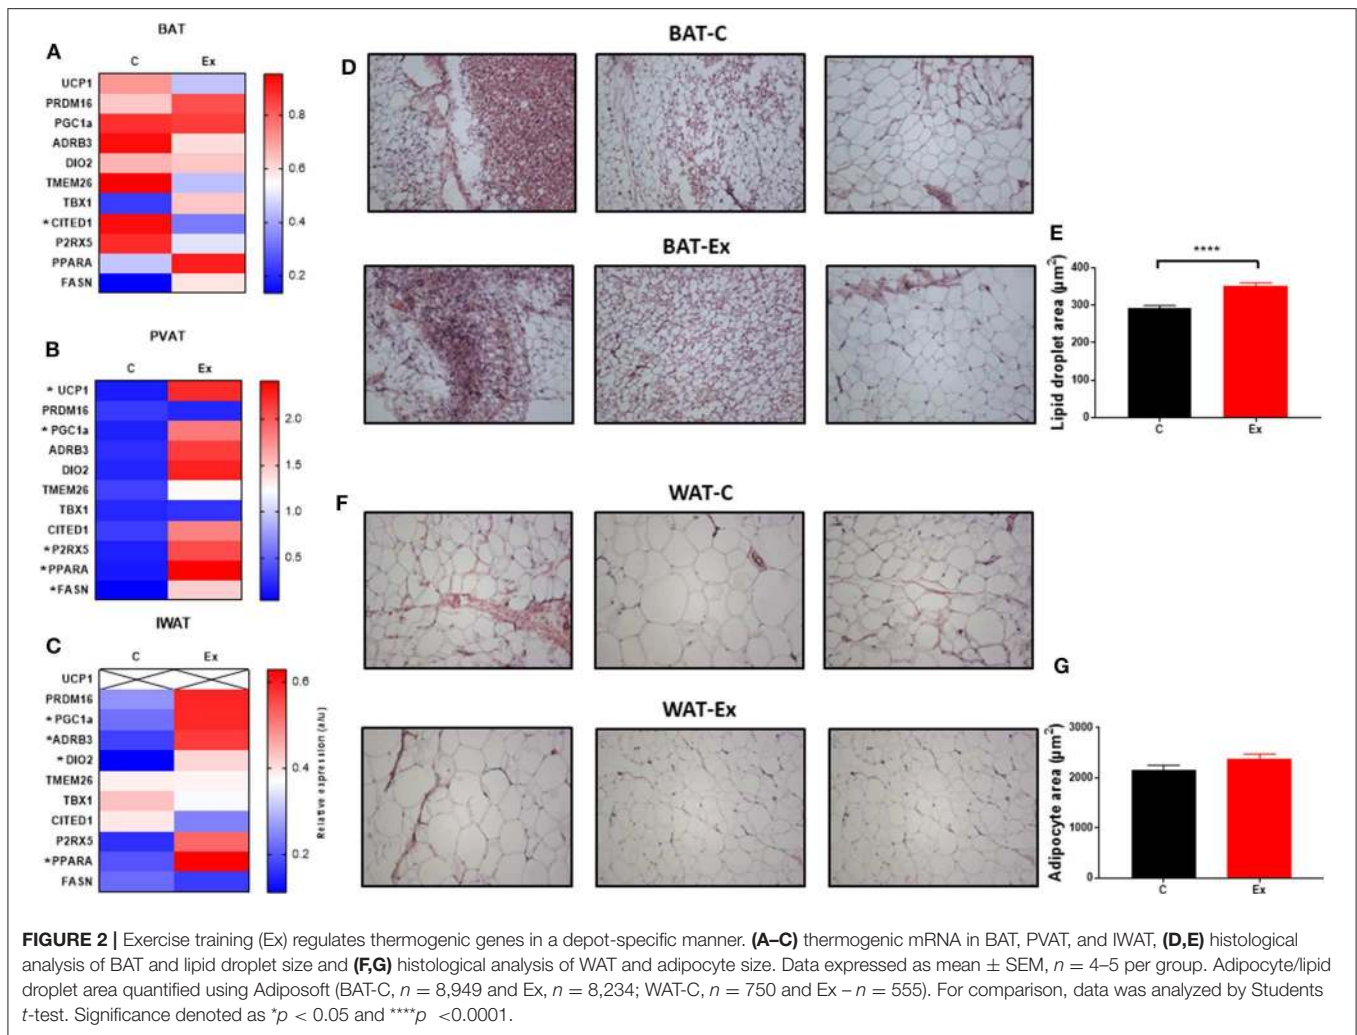 BAT
A
C Ex
UCP1
PRDM16
PGC1a
ADRB3
DIO2
TMEM26
TBX1
*CITED1
P2RX5
PPARA
FASN
0.8
0.6
0.4
0.2
PVAT
B
C Ex
* UCP1
PRDM16
* PGC1a
ADRB3
DIO2
TMEM26
TBX1
CITED1
*P2RX5
*PPARA
*FASN
2.0
1.5
1.0
0.5
IWAT
C
C Ex
UCP1
PRDM16
*PGC1a
*ADRB3
*DIO2
TMEM26
TBX1
CITED1
P2RX5
*PPARA
FASN
0.6
0.4
0.2
Relative expression (a/u)
D
BAT-C
BAT-Ex
E
****
Lipid droplet area (µm²)
400
300
200
100
0
C Ex
F
WAT-C
WAT-Ex
G
Adipocyte area (µm²)
3000
2000
1000
0
C Ex
FIGURE 2 | Exercise training (Ex) regulates thermogenic genes in a depot-specific manner. (A–C) thermogenic mRNA in BAT, PVAT, and IWAT, (D,E) histological
analysis of BAT and lipid droplet size and (F,G) histological analysis of WAT and adipocyte size. Data expressed as mean ± SEM, n = 4–5 per group. Adipocyte/lipid
droplet area quantified using Adiposoft (BAT-C, n = 8,949 and Ex, n = 8,234; WAT-C, n = 750 and Ex – n = 555). For comparison, data was analyzed by Students
t-test. Significance denoted as *p < 0.05 and ****p <0.0001.